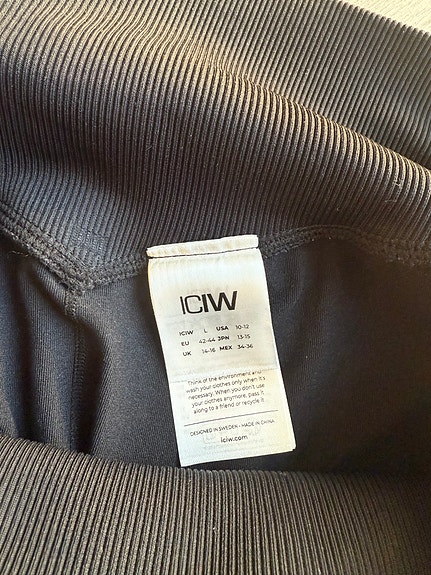 ICIW
ICIW L USA 10-12
EU 42-44 JPN 13-15
UK 14-16 MEX 34-36
Think of the environment and
wash your clothes only when it's
necessary. When you don't use
your clothes anymore, pass it
along to a friend or recycle it.
DESIGNED IN SWEDEN - MADE IN CHINA
iciw.com